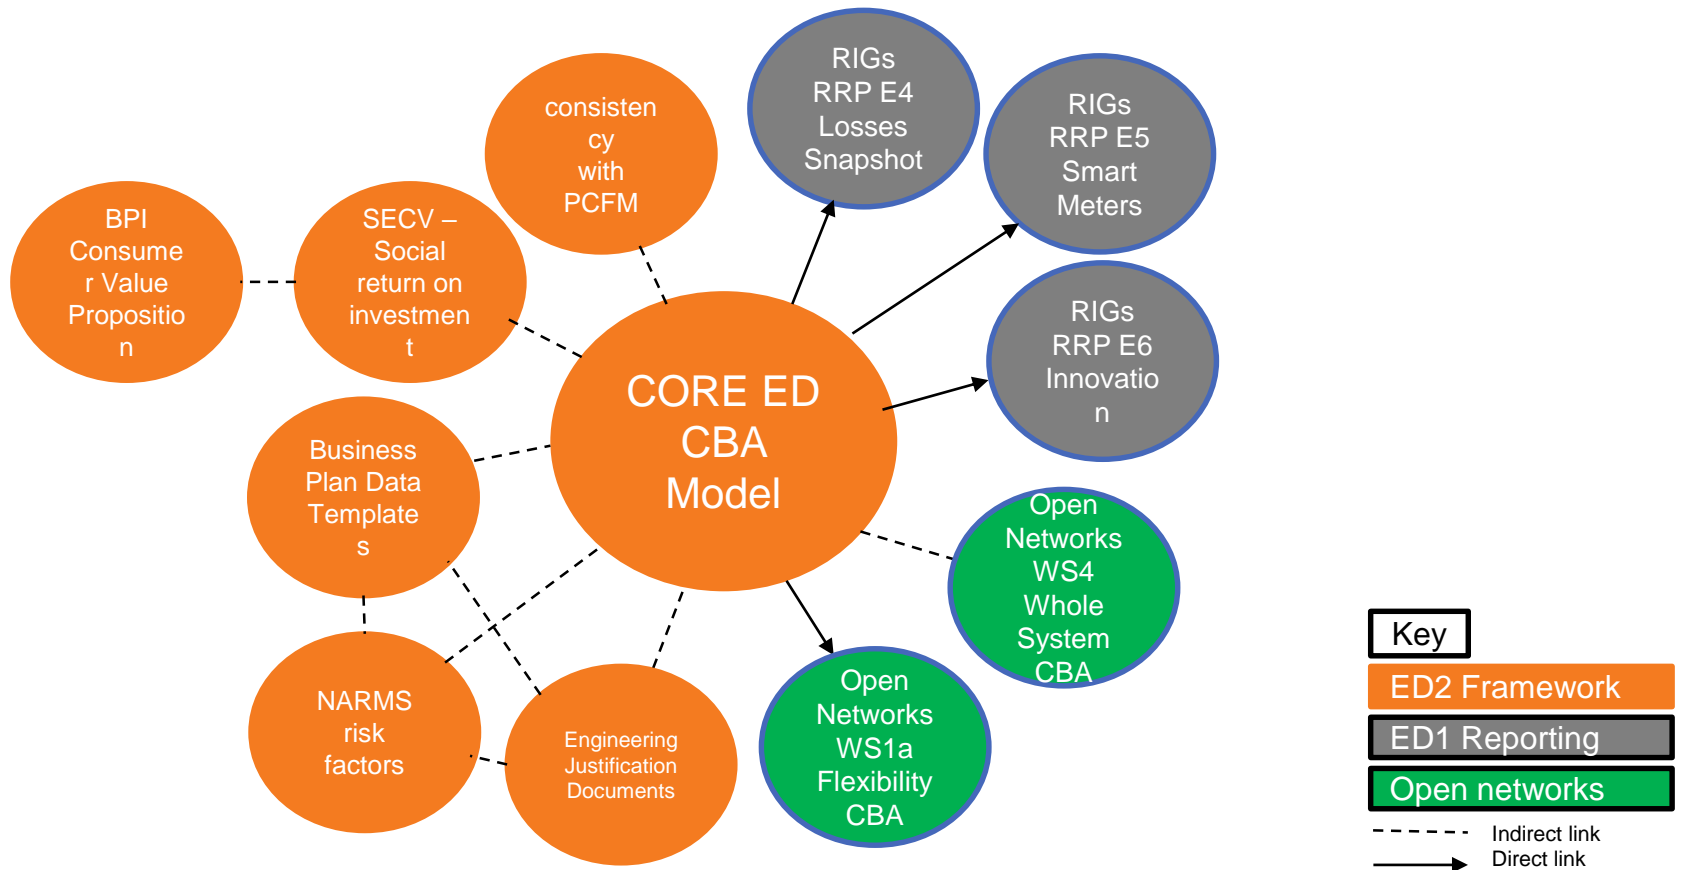 RIGs
RRP E4
Losses
Snapshot
consisten
cy
with
PCFM
RIGs
RRP E5
Smart
Meters
BPI
Consume
r Value
Propositio
n
SECV –
Social
return on
investmen
t
RIGs
RRP E6
Innovatio
n
CORE ED
CBA
Model
Business
Plan Data
Template
s
Open
Networks
WS4
Whole
System
CBA
NARMS
risk
factors
Engineering
Justification
Documents
Open
Networks
WS1a
Flexibility
CBA
Key
ED2 Framework
ED1 Reporting
Open networks
Indirect link
Direct link